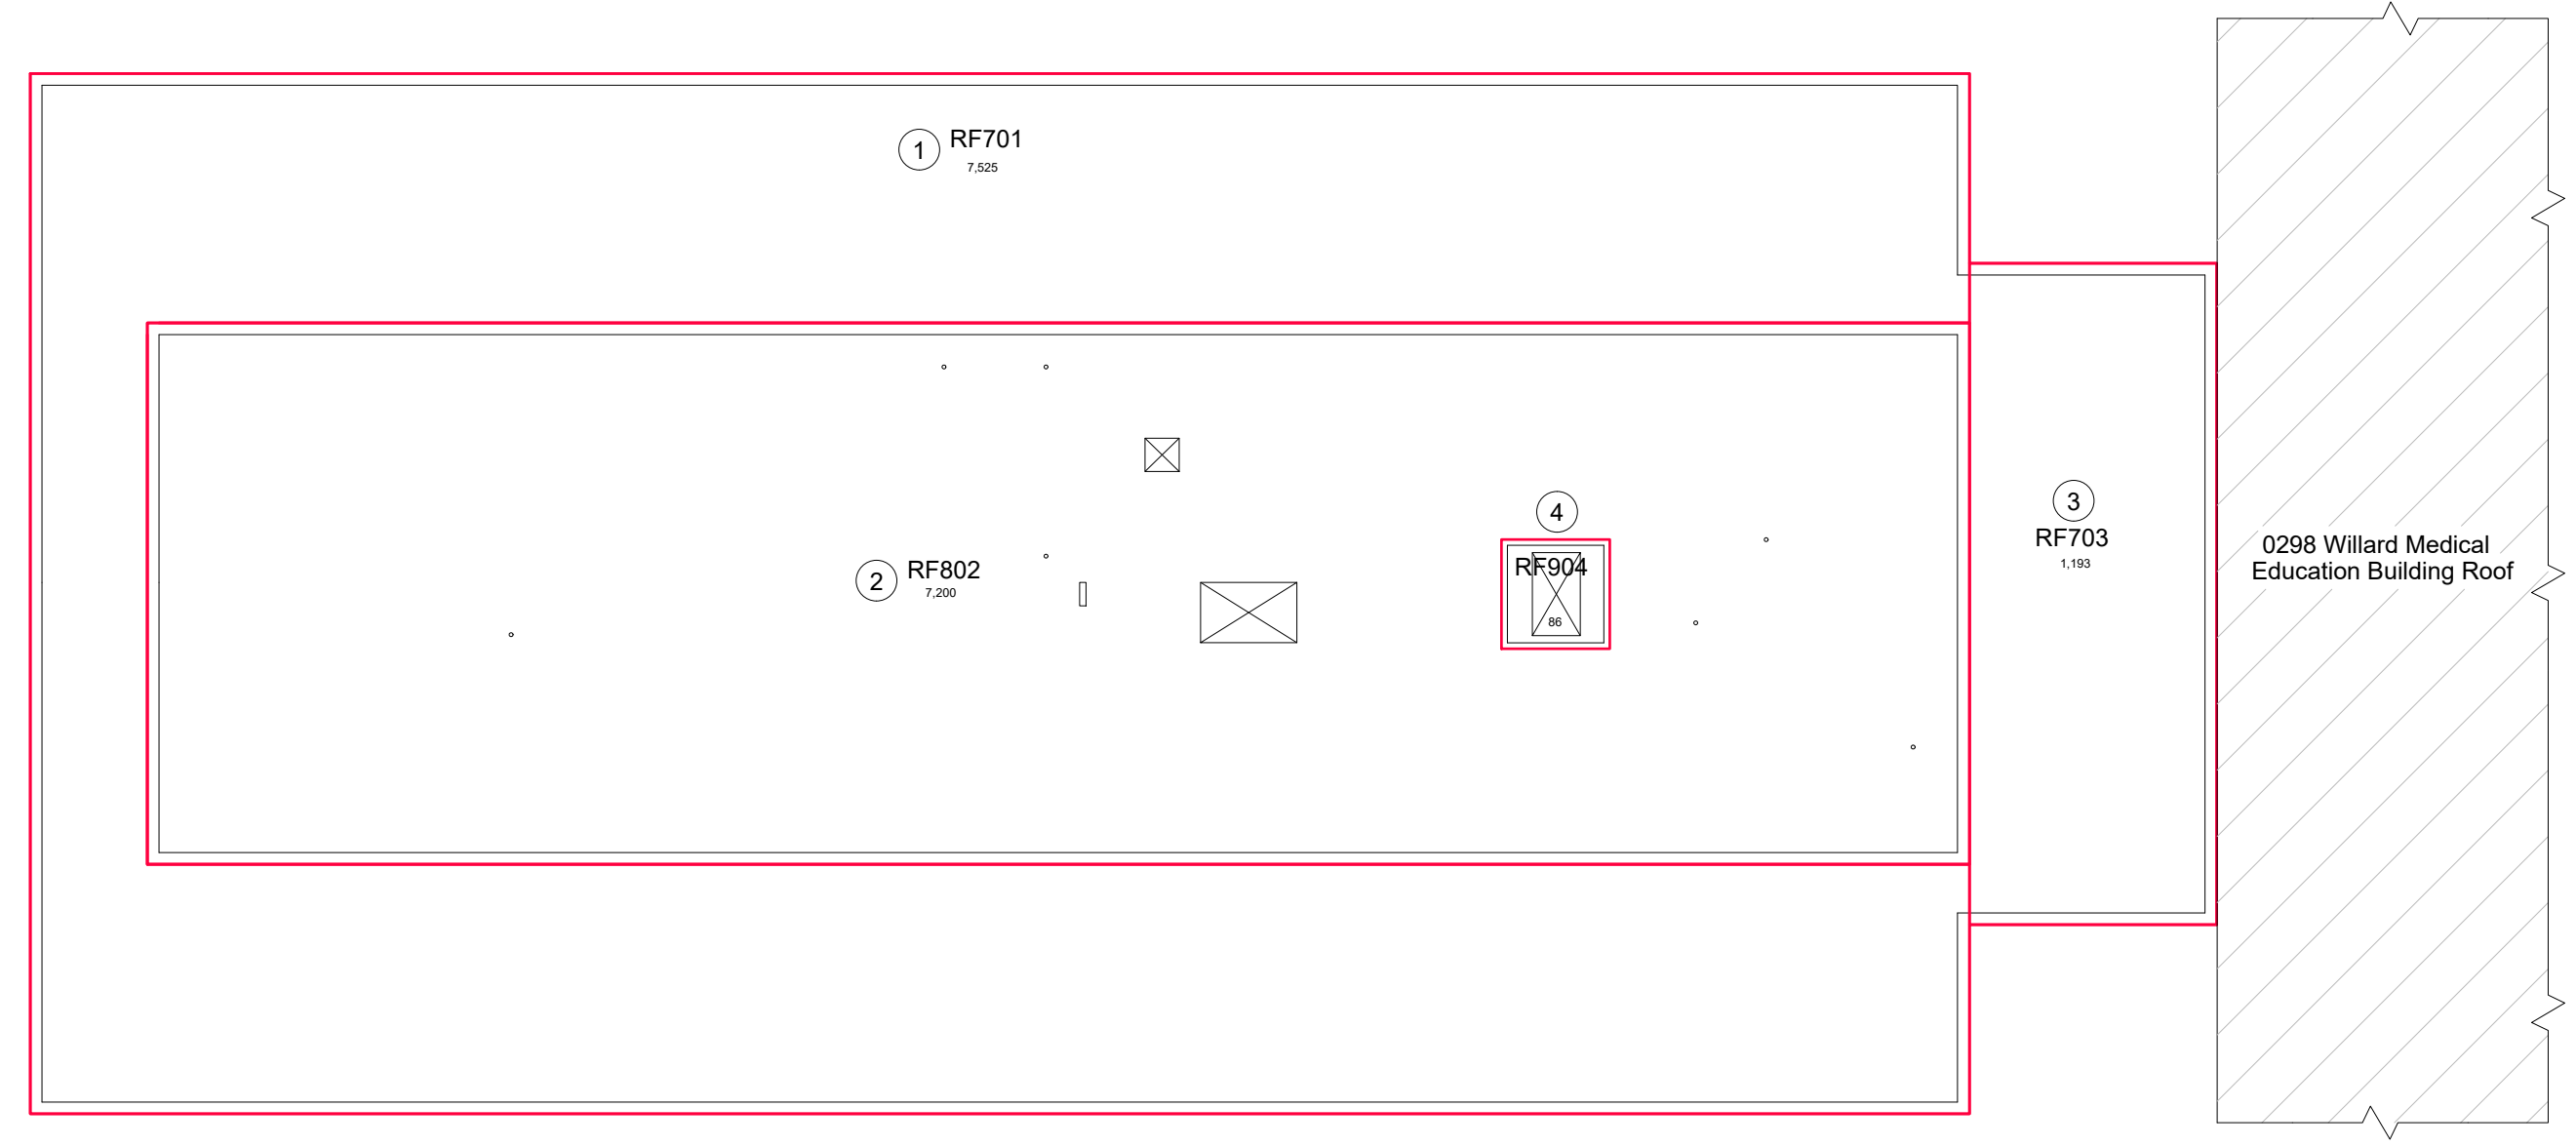 1 RF701
7,525
2 RF802
7,200
4
RF904
86
3
RF703
1,193
0298 Willard Medical
Education Building Roof